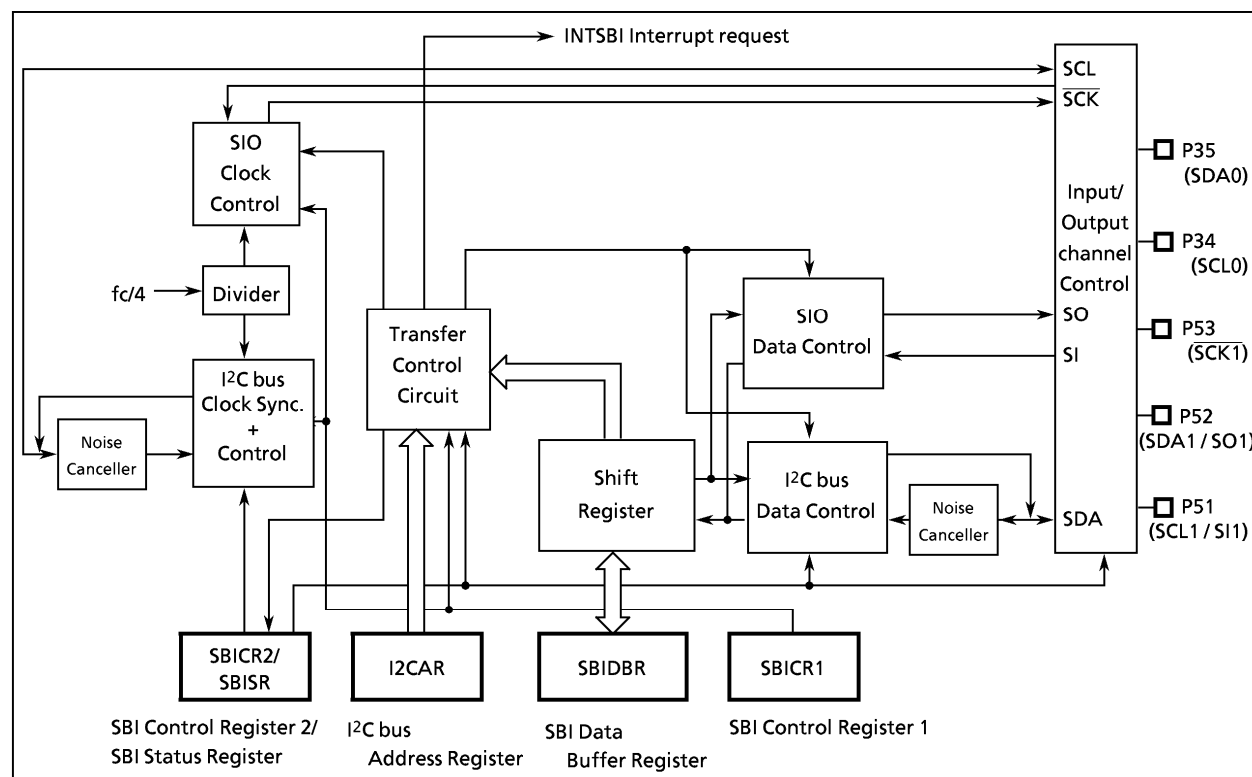 INTSBI Interrupt request
SCL
SCK
SIO
Clock
Control
P35
(SDA0)
Input/
Output
channel
Control
P34
(SCL0)
fc/4
Divider
SIO
Data Control
SO
SI
P53
(SCK1)
Transfer
Control
Circuit
I²C bus
Clock Sync.
+
Control
Noise
Canceller
P52
(SDA1 / SO1)
Shift
Register
I²C bus
Data Control
Noise
Canceller
SDA
P51
(SCL1 / SI1)
SBICR2/
SBISR
I2CAR
SBIDBR
SBICR1
SBI Control Register 2/
SBI Status Register
I²C bus
Address Register
SBI Data
Buffer Register
SBI Control Register 1